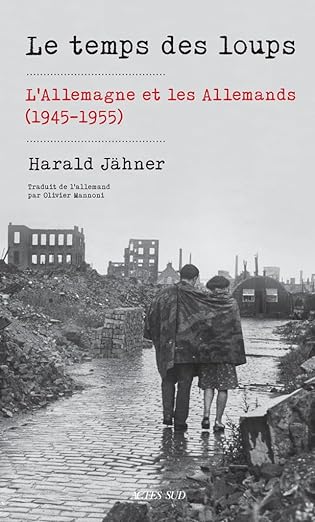 Le temps des loups
L'Allemagne et les Allemands
(1945-1955)
Harald Jähner
Traduit de l'allemand
par Olivier Mannoni
ACTES SUD